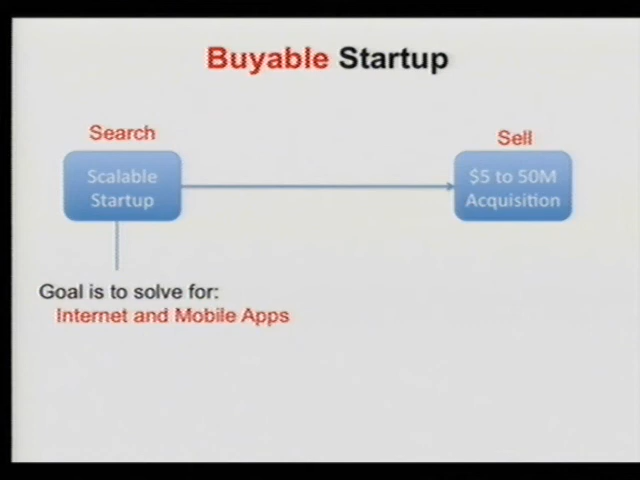 Buyable Startup
Search
Sell
Scalable
Startup
$5 to 50M
Acquisition
Goal is to solve for:
Internet and Mobile Apps